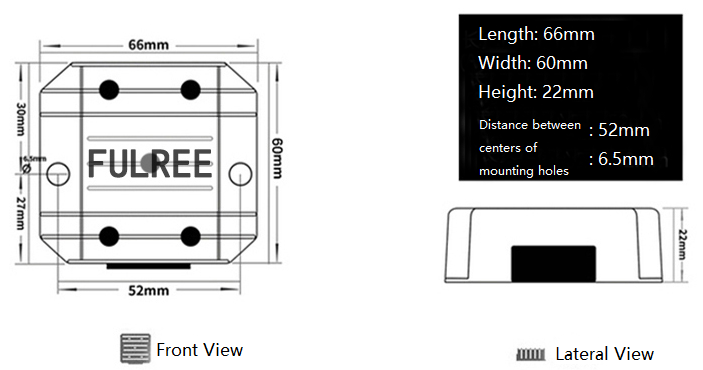 66mm
30mm
6.5mm
Ø
27mm
FULREE
60mm
52mm
Front View
Length: 66mm
Width: 60mm
Height: 22mm
Distance between : 52mm
centers of
mounting holes : 6.5mm
22mm
Lateral View